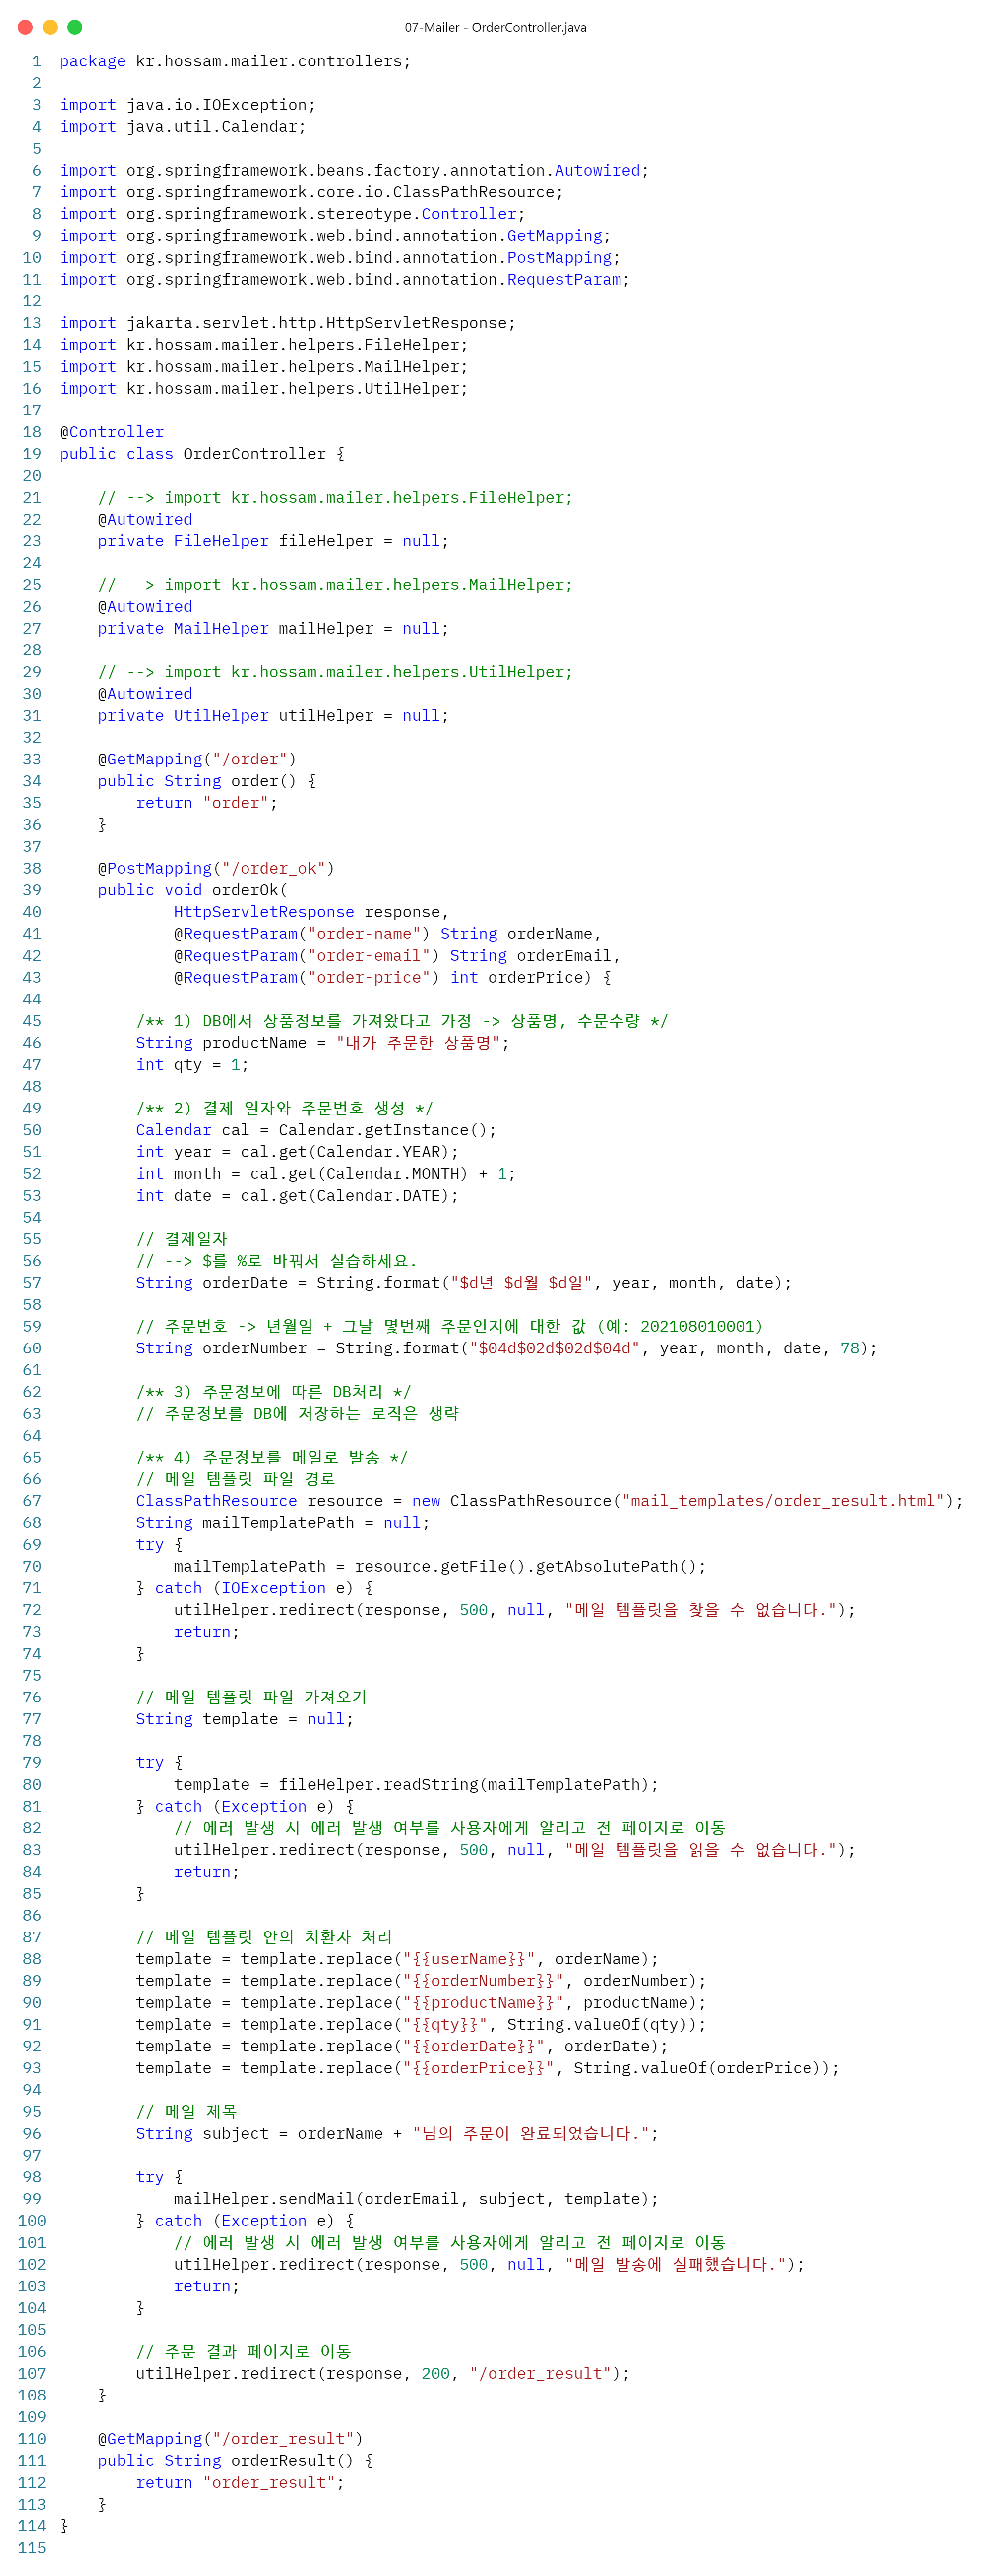 07-Mailer - OrderController.java
1 package kr.hossam.mailer.controllers;
2
3 import java.io.IOException;
4 import java.util.Calendar;
5
6 import org.springframework.beans.factory.annotation.Autowired;
7 import org.springframework.core.io.ClassPathResource;
8 import org.springframework.stereotype.Controller;
9 import org.springframework.web.bind.annotation.GetMapping;
10 import org.springframework.web.bind.annotation.PostMapping;
11 import org.springframework.web.bind.annotation.RequestParam;
12
13 import jakarta.servlet.http.HttpServletResponse;
14 import kr.hossam.mailer.helpers.FileHelper;
15 import kr.hossam.mailer.helpers.MailHelper;
16 import kr.hossam.mailer.helpers.UtilHelper;
17
18 @Controller
19 public class OrderController {
20
21     // --> import kr.hossam.mailer.helpers.FileHelper;
22     @Autowired
23     private FileHelper fileHelper = null;
24
25     // --> import kr.hossam.mailer.helpers.MailHelper;
26     @Autowired
27     private MailHelper mailHelper = null;
28
29     // --> import kr.hossam.mailer.helpers.UtilHelper;
30     @Autowired
31     private UtilHelper utilHelper = null;
32
33     @GetMapping("/order")
34     public String order() {
35         return "order";
36     }
37
38     @PostMapping("/order_ok")
39     public void orderOk(
40             HttpServletResponse response,
41             @RequestParam("order-name") String orderName,
42             @RequestParam("order-email") String orderEmail,
43             @RequestParam("order-price") int orderPrice) {
44
45         /** 1) DB에서 상품정보를 가져왔다고 가정 -> 상품명, 수문수량 */
46         String productName = "내가 주문한 상품명";
47         int qty = 1;
48
49         /** 2) 결제 일자와 주문번호 생성 */
50         Calendar cal = Calendar.getInstance();
51         int year = cal.get(Calendar.YEAR);
52         int month = cal.get(Calendar.MONTH) + 1;
53         int date = cal.get(Calendar.DATE);
54
55         // 결제일자
56         // --> $를 %로 바꿔서 실습하세요.
57         String orderDate = String.format("$d년 $d월 $d일", year, month, date);
58
59         // 주문번호 -> 년월일 + 그날 몇번째 주문인지에 대한 값 (예: 202108010001)
60         String orderNumber = String.format("$04d$02d$02d$04d", year, month, date, 78);
61
62         /** 3) 주문정보에 따른 DB처리 */
63         // 주문정보를 DB에 저장하는 로직은 생략
64
65         /** 4) 주문정보를 메일로 발송 */
66         // 메일 템플릿 파일 경로
67         ClassPathResource resource = new ClassPathResource("mail_templates/order_result.html");
68         String mailTemplatePath = null;
69         try {
70             mailTemplatePath = resource.getFile().getAbsolutePath();
71         } catch (IOException e) {
72             utilHelper.redirect(response, 500, null, "메일 템플릿을 찾을 수 없습니다.");
73             return;
74         }
75
76         // 메일 템플릿 파일 가져오기
77         String template = null;
78
79         try {
80             template = fileHelper.readString(mailTemplatePath);
81         } catch (Exception e) {
82             // 에러 발생 시 에러 발생 여부를 사용자에게 알리고 전 페이지로 이동
83             utilHelper.redirect(response, 500, null, "메일 템플릿을 읽을 수 없습니다.");
84             return;
85         }
86
87         // 메일 템플릿 안의 치환자 처리
88         template = template.replace("{{userName}}", orderName);
89         template = template.replace("{{orderNumber}}", orderNumber);
90         template = template.replace("{{productName}}", productName);
91         template = template.replace("{{qty}}", String.valueOf(qty));
92         template = template.replace("{{orderDate}}", orderDate);
93         template = template.replace("{{orderPrice}}", String.valueOf(orderPrice));
94
95         // 메일 제목
96         String subject = orderName + "님의 주문이 완료되었습니다.";
97
98         try {
99             mailHelper.sendMail(orderEmail, subject, template);
100         } catch (Exception e) {
101             // 에러 발생 시 에러 발생 여부를 사용자에게 알리고 전 페이지로 이동
102             utilHelper.redirect(response, 500, null, "메일 발송에 실패했습니다.");
103             return;
104         }
105
106         // 주문 결과 페이지로 이동
107         utilHelper.redirect(response, 200, "/order_result");
108     }
109
110     @GetMapping("/order_result")
111     public String orderResult() {
112         return "order_result";
113     }
114 }
115